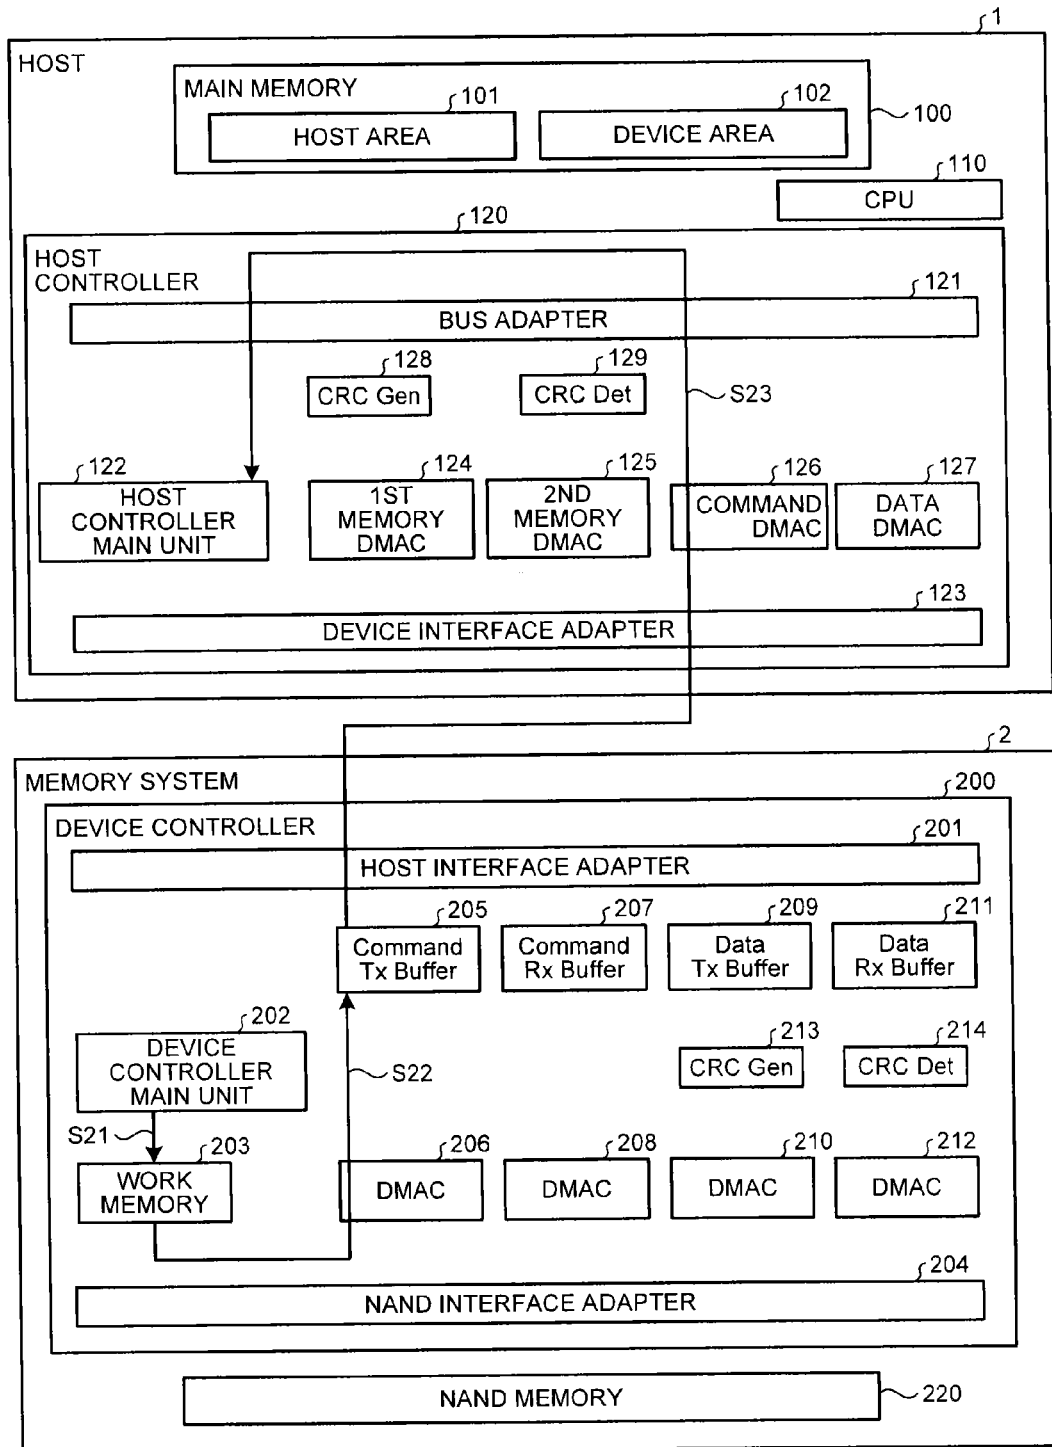 1
HOST
MAIN MEMORY
101
102
HOST AREA
DEVICE AREA
100
110
CPU
120
HOST
CONTROLLER
121
BUS ADAPTER
128
129
CRC Gen
CRC Det
S23
122
124
125
126
127
HOST
CONTROLLER
MAIN UNIT
1ST
MEMORY
DMAC
2ND
MEMORY
DMAC
COMMAND
DMAC
DATA
DMAC
123
DEVICE INTERFACE ADAPTER
2
MEMORY SYSTEM
200
DEVICE CONTROLLER
201
HOST INTERFACE ADAPTER
205
207
209
211
Command
Tx Buffer
Command
Rx Buffer
Data
Tx Buffer
Data
Rx Buffer
202
213
214
DEVICE
CONTROLLER
MAIN UNIT
S22
CRC Gen
CRC Det
S21
203
206
208
210
212
WORK
MEMORY
DMAC
DMAC
DMAC
DMAC
204
NAND INTERFACE ADAPTER
NAND MEMORY
220